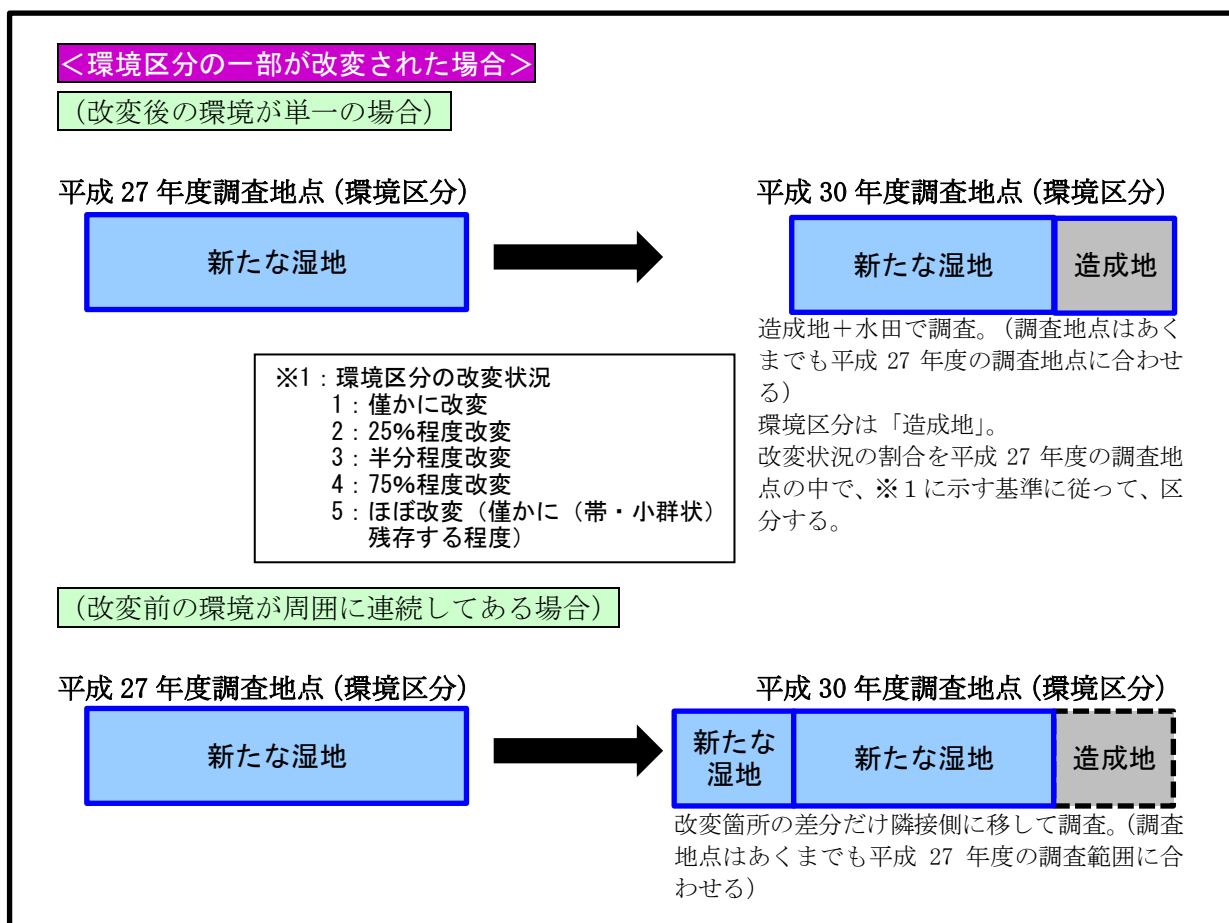 ＜環境区分の一部が改変された場合＞
（改変後の環境が単一の場合）
平成 27 年度調査地点（環境区分）
平成 30 年度調査地点（環境区分）
新たな湿地
新たな湿地
造成地
造成地＋水田で調査。（調査地点はあく
までも平成 27 年度の調査地点に合わせ
る）
環境区分は「造成地」。
改変状況の割合を平成 27 年度の調査地
点の中で、※１に示す基準に従って、区
分する。
※1：環境区分の改変状況
1：僅かに改変
2：25%程度改変
3：半分程度改変
4：75%程度改変
5：ほぼ改変（僅かに（帯・小群状）
残存する程度）
（改変前の環境が周囲に連続してある場合）
平成 27 年度調査地点（環境区分）
平成 30 年度調査地点（環境区分）
新たな湿地
新たな
湿地
新たな湿地
造成地
改変箇所の差分だけ隣接側に移して調査。（調査
地点はあくまでも平成 27 年度の調査範囲に合
わせる）